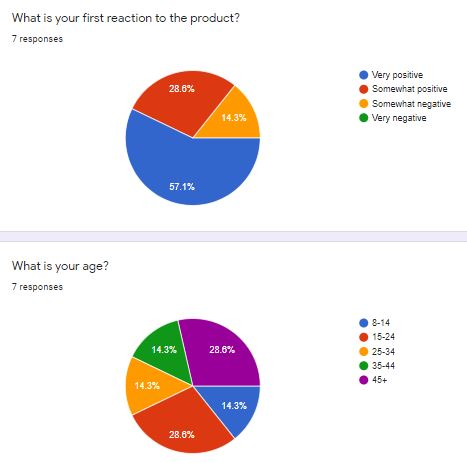 What is your first reaction to the product?
7 responses
28.6%
14.3%
57.1%
Very positive
Somewhat positive
Somewhat negative
Very negative
What is your age?
7 responses
14.3%
28.6%
14.3%
14.3%
28.6%
8-14
15-24
25-34
35-44
45+